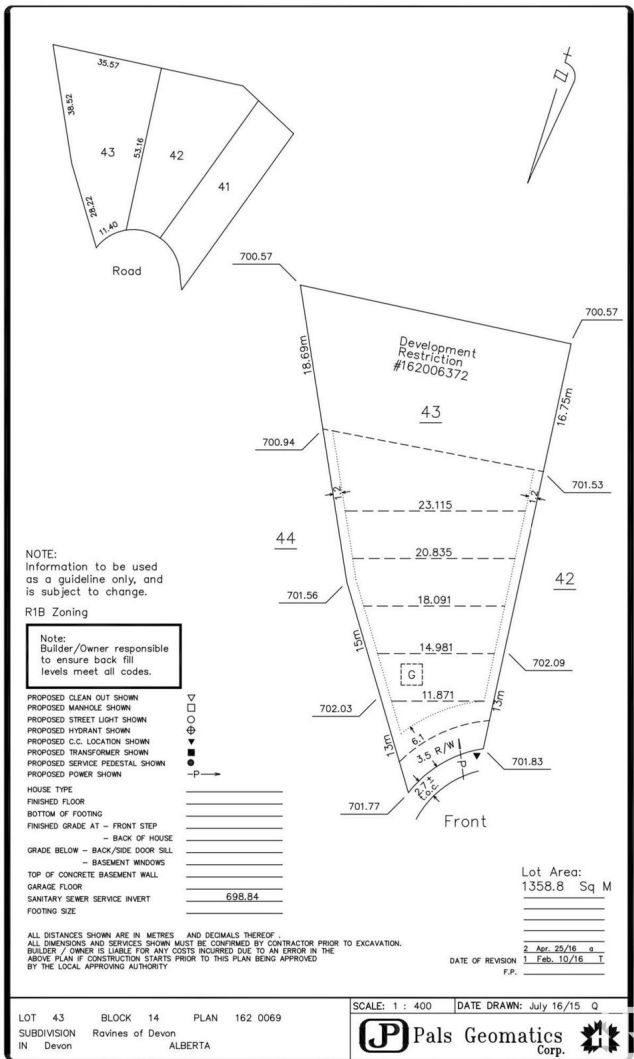 35.57
38.52
53.16
43
42
41
28.22
11.40
Road
700.57
700.57
Development
Restriction
#162006372
18.69m
16.75m
43
700.94
701.53
1.2
1.2
23.115
44
20.835
42
NOTE:
Information to be used
as a guideline only, and
is subject to change.
R1B Zoning
701.56
18.091
15m
14.981
702.09
Note:
Builder/Owner responsible
to ensure back fill
levels meet all codes.
G
11.871
13m
702.03
13m
6.1
3.5 R/W
P
701.83
2.7±
t.o.c.
701.77
Front
PROPOSED CLEAN OUT SHOWN
PROPOSED MANHOLE SHOWN
PROPOSED STREET LIGHT SHOWN
PROPOSED HYDRANT SHOWN
PROPOSED C.C. LOCATION SHOWN
PROPOSED TRANSFORMER SHOWN
PROPOSED SERVICE PEDESTAL SHOWN
PROPOSED POWER SHOWN -P→
HOUSE TYPE
FINISHED FLOOR
BOTTOM OF FOOTING
FINISHED GRADE AT - FRONT STEP
- BACK OF HOUSE
GRADE BELOW - BACK/SIDE DOOR SILL
- BASEMENT WINDOWS
TOP OF CONCRETE BASEMENT WALL
GARAGE FLOOR
SANITARY SEWER SERVICE INVERT 698.84
FOOTING SIZE
Lot Area:
1358.8 Sq M
ALL DISTANCES SHOWN ARE IN METRES AND DECIMALS THEREOF .
ALL DIMENSIONS AND SERVICES SHOWN MUST BE CONFIRMED BY CONTRACTOR PRIOR TO EXCAVATION.
BUILDER / OWNER IS LIABLE FOR ANY COSTS INCURRED DUE TO AN ERROR IN THE
ABOVE PLAN IF CONSTRUCTION STARTS PRIOR TO THIS PLAN BEING APPROVED
BY THE LOCAL APPROVING AUTHORITY
2 Apr. 25/16 a
DATE OF REVISION 1 Feb. 10/16 T
F.P.
LOT 43 BLOCK 14 PLAN 162 0069
SUBDIVISION Ravines of Devon
IN Devon ALBERTA
SCALE: 1 : 400 DATE DRAWN: July 16/15 Q
JP Pals Geomatics
Corp.